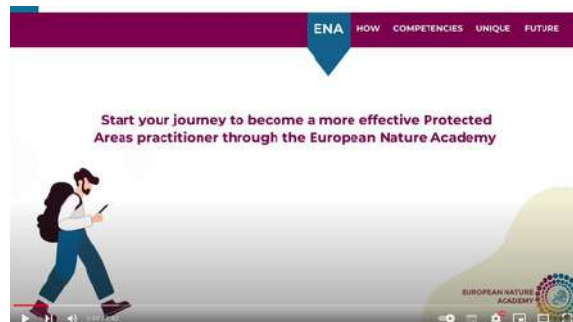 ENA HOW COMPETENCIES UNIQUE FUTURE
Start your journey to become a more effective Protected
Areas practitioner through the European Nature Academy
EUROPEAN NATURE
ACADEMY